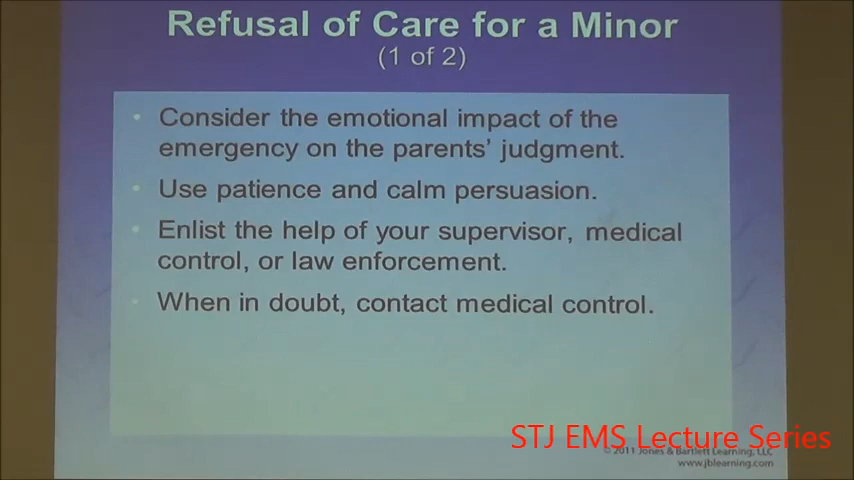 Refusal of Care for a Minor
(1 of 2)
• Consider the emotional impact of the
emergency on the parents' judgment.
• Use patience and calm persuasion.
• Enlist the help of your supervisor, medical
control, or law enforcement.
• When in doubt, contact medical control.
STJ EMS Lecture Series
© 2011 Jones & Bartlett Learning, LLC
www.jblearning.com